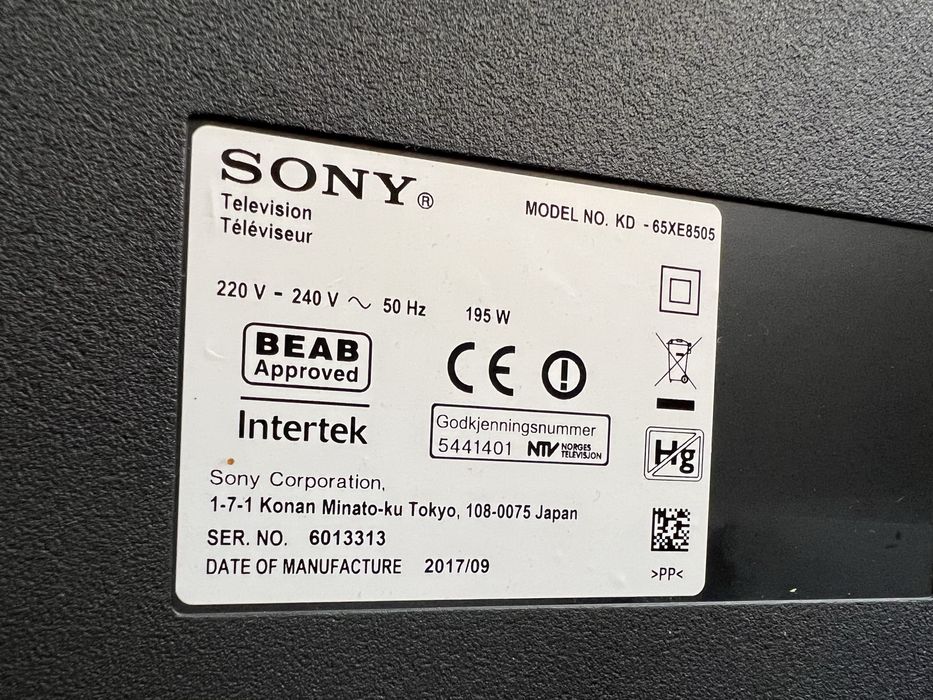 SONY®
Television
Téléviseur
MODEL NO. KD - 65XE8505
220 V - 240 V ~ 50 Hz 195 W
BEAB
Approved
Intertek
CE
Godkjenningsnummer
5441401 NTV NORGES TELEVISJON
Hg
Sony Corporation,
1-7-1 Konan Minato-ku Tokyo, 108-0075 Japan
SER. NO. 6013313
DATE OF MANUFACTURE 2017/09
>PP<